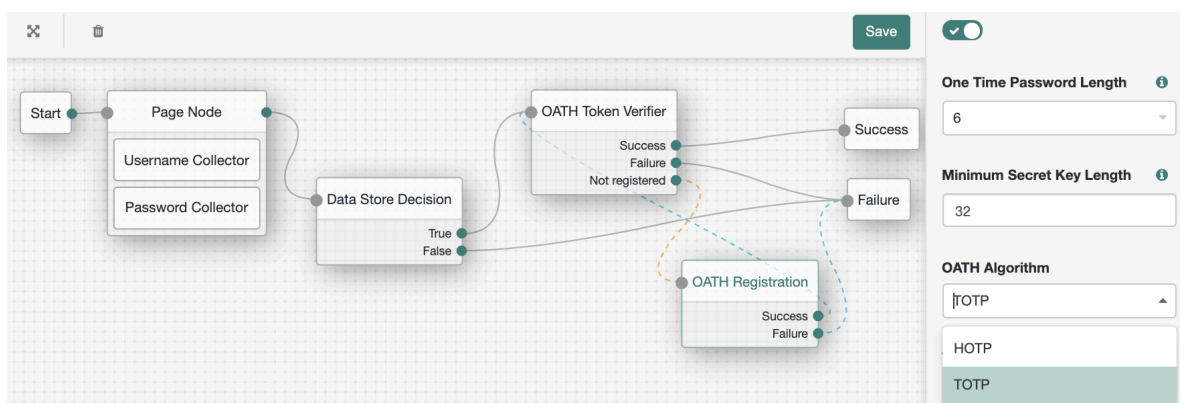 Save
Start
Page Node
Username Collector
Password Collector
Data Store Decision
True
False
OATH Token Verifier
Success
Failure
Not registered
OATH Registration
Success
Failure
Success
Failure
One Time Password Length
6
Minimum Secret Key Length
32
OATH Algorithm
TOTP
HOTP
TOTP